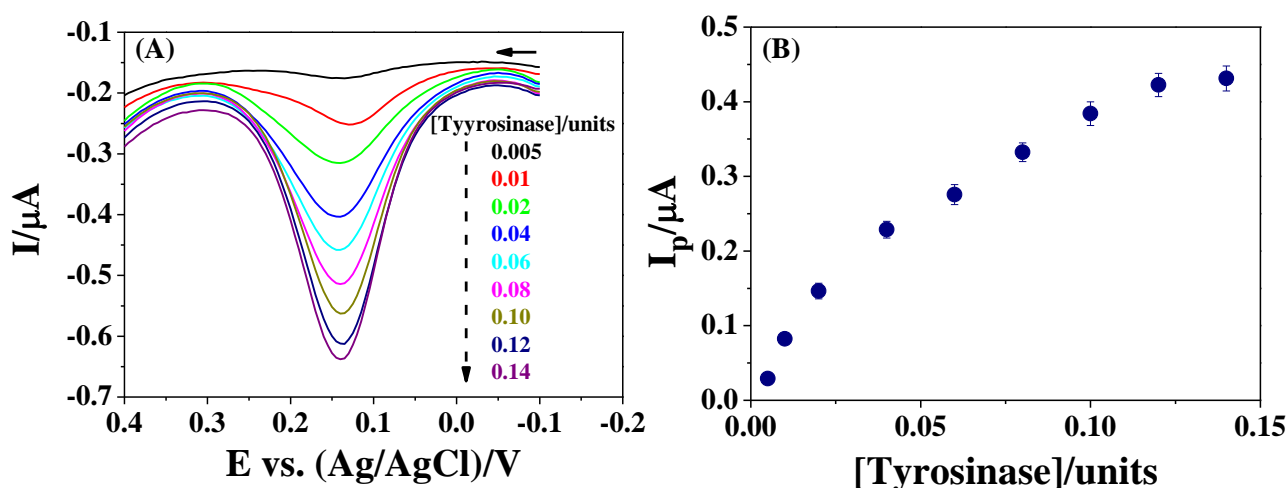 (A)
I/μA
-0.1
-0.2
-0.3
-0.4
-0.5
-0.6
-0.7
[Tyyrosinase]/units
0.005
0.01
0.02
0.04
0.06
0.08
0.10
0.12
0.14
0.4 0.3 0.2 0.1 0.0 -0.1 -0.2
E vs. (Ag/AgCl)/V
(B)
Ip/μA
0.5
0.4
0.3
0.2
0.1
0.0
0.00 0.05 0.10 0.15
[Tyrosinase]/units